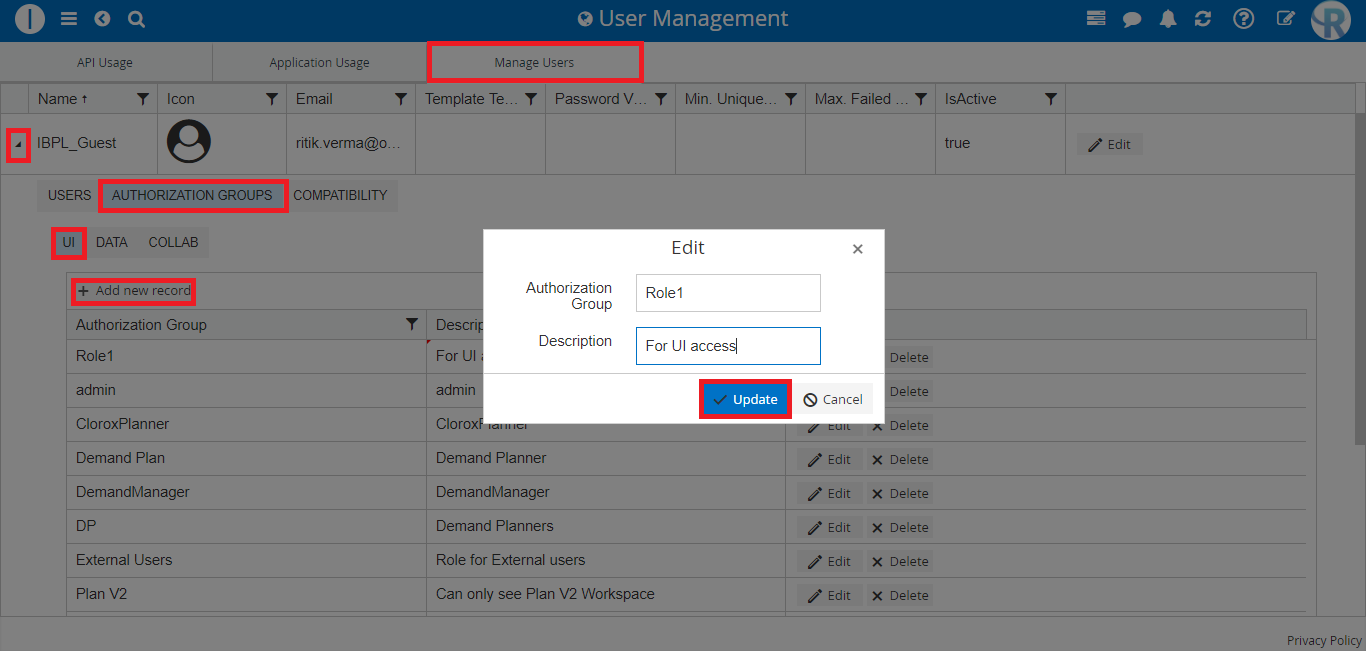 User Management
API Usage
Application Usage
Manage Users
Name ↑
Icon
Email
Template Te...
Password V...
Min. Unique...
Max. Failed ...
IsActive
IBPL_Guest
ritik.verma@o...
true
Edit
USERS
AUTHORIZATION GROUPS
COMPATIBILITY
UI
DATA
COLLAB
+ Add new record
Authorization Group
Descrip
Role1
For UI a
Delete
admin
admin
Delete
CloroxPlanner
CloroxPlanner
Edit
Delete
Demand Plan
Demand Planner
Edit
Delete
DemandManager
DemandManager
Edit
Delete
DP
Demand Planners
Edit
Delete
External Users
Role for External users
Edit
Delete
Plan V2
Can only see Plan V2 Workspace
Edit
Delete
Edit
Authorization
Group
Role1
Description
For UI access
Update
Cancel
Privacy Policy